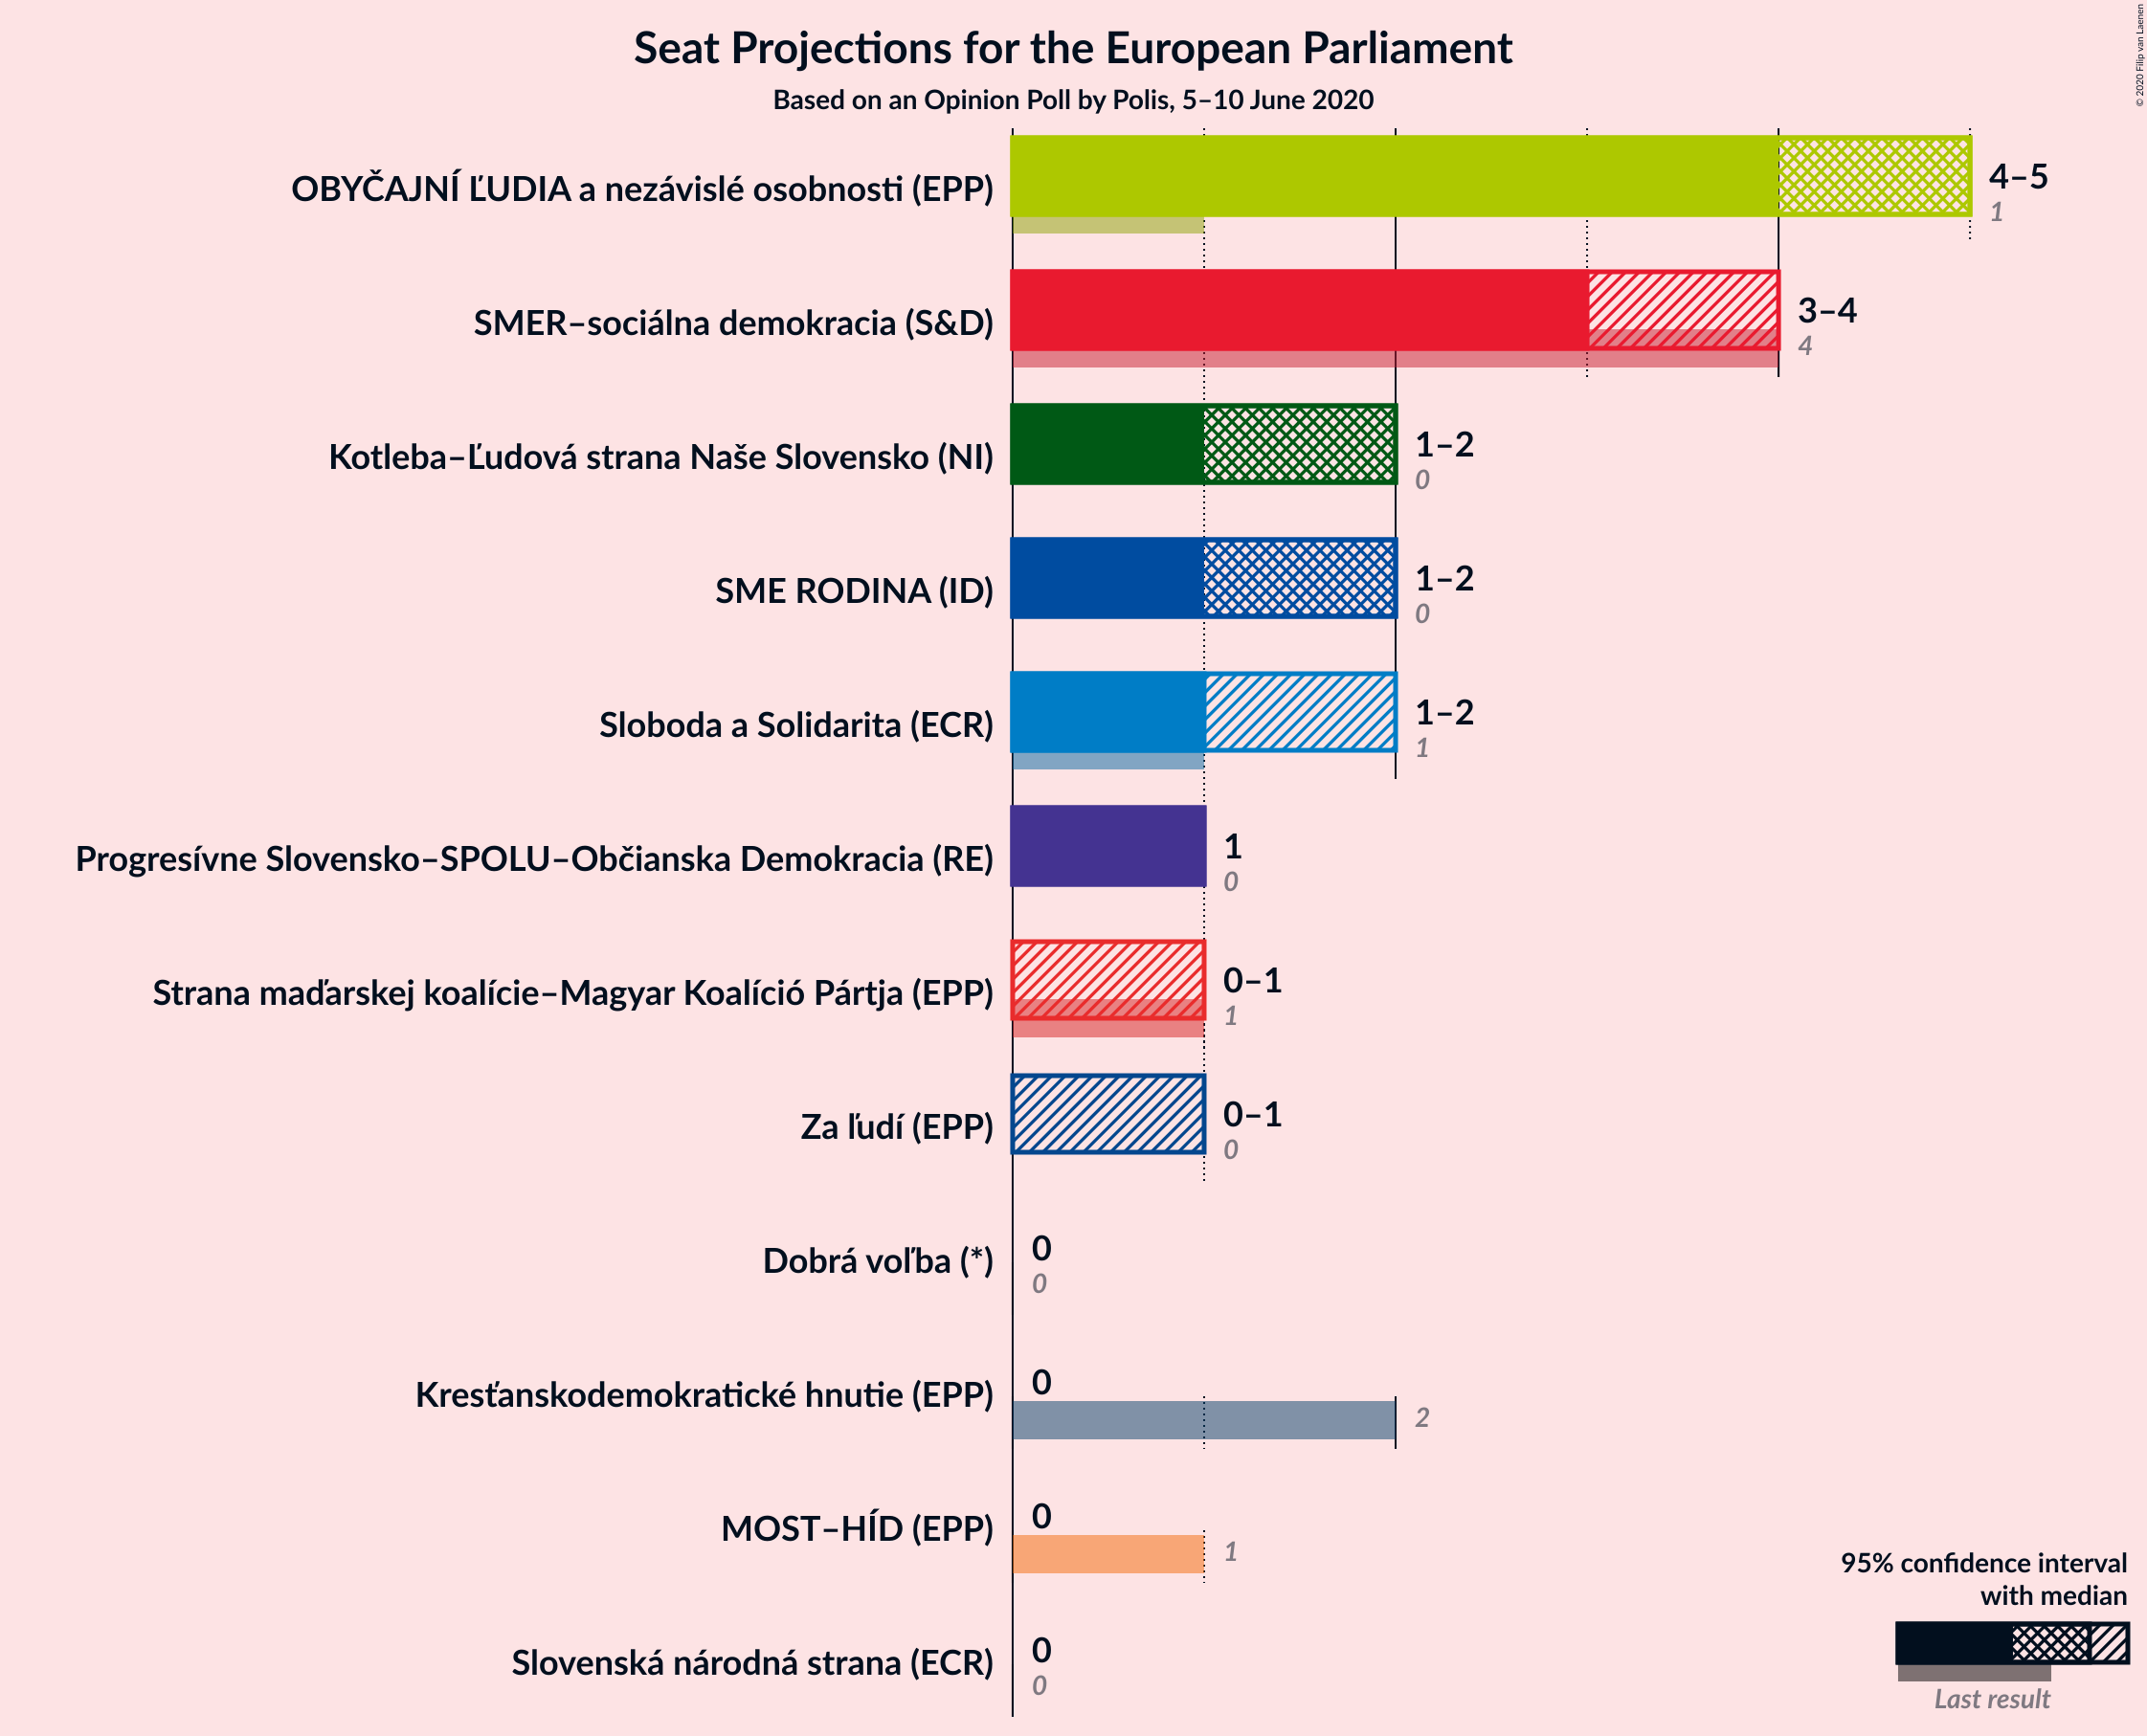 Seat Projections for the European Parliament
Based on an Opinion Poll by Polis, 5–10 June 2020
© 2020 Filip van Laenen
OBYČAJNÍ ĽUDIA a nezávislé osobnosti (EPP)
4–5
1
SMER–sociálna demokracia (S&D)
3–4
4
Kotleba–Ľudová strana Naše Slovensko (NI)
1–2
0
SME RODINA (ID)
1–2
0
Sloboda a Solidarita (ECR)
1–2
1
Progresívne Slovensko–SPOLU–Občianska Demokracia (RE)
1
0
Strana maďarskej koalície–Magyar Koalíció Pártja (EPP)
0–1
1
Za ľudí (EPP)
0–1
0
Dobrá voľba (*)
0
0
Kresťanskodemokratické hnutie (EPP)
0
2
MOST–HÍD (EPP)
0
1
Slovenská národná strana (ECR)
0
0
95% confidence interval
with median
Last result